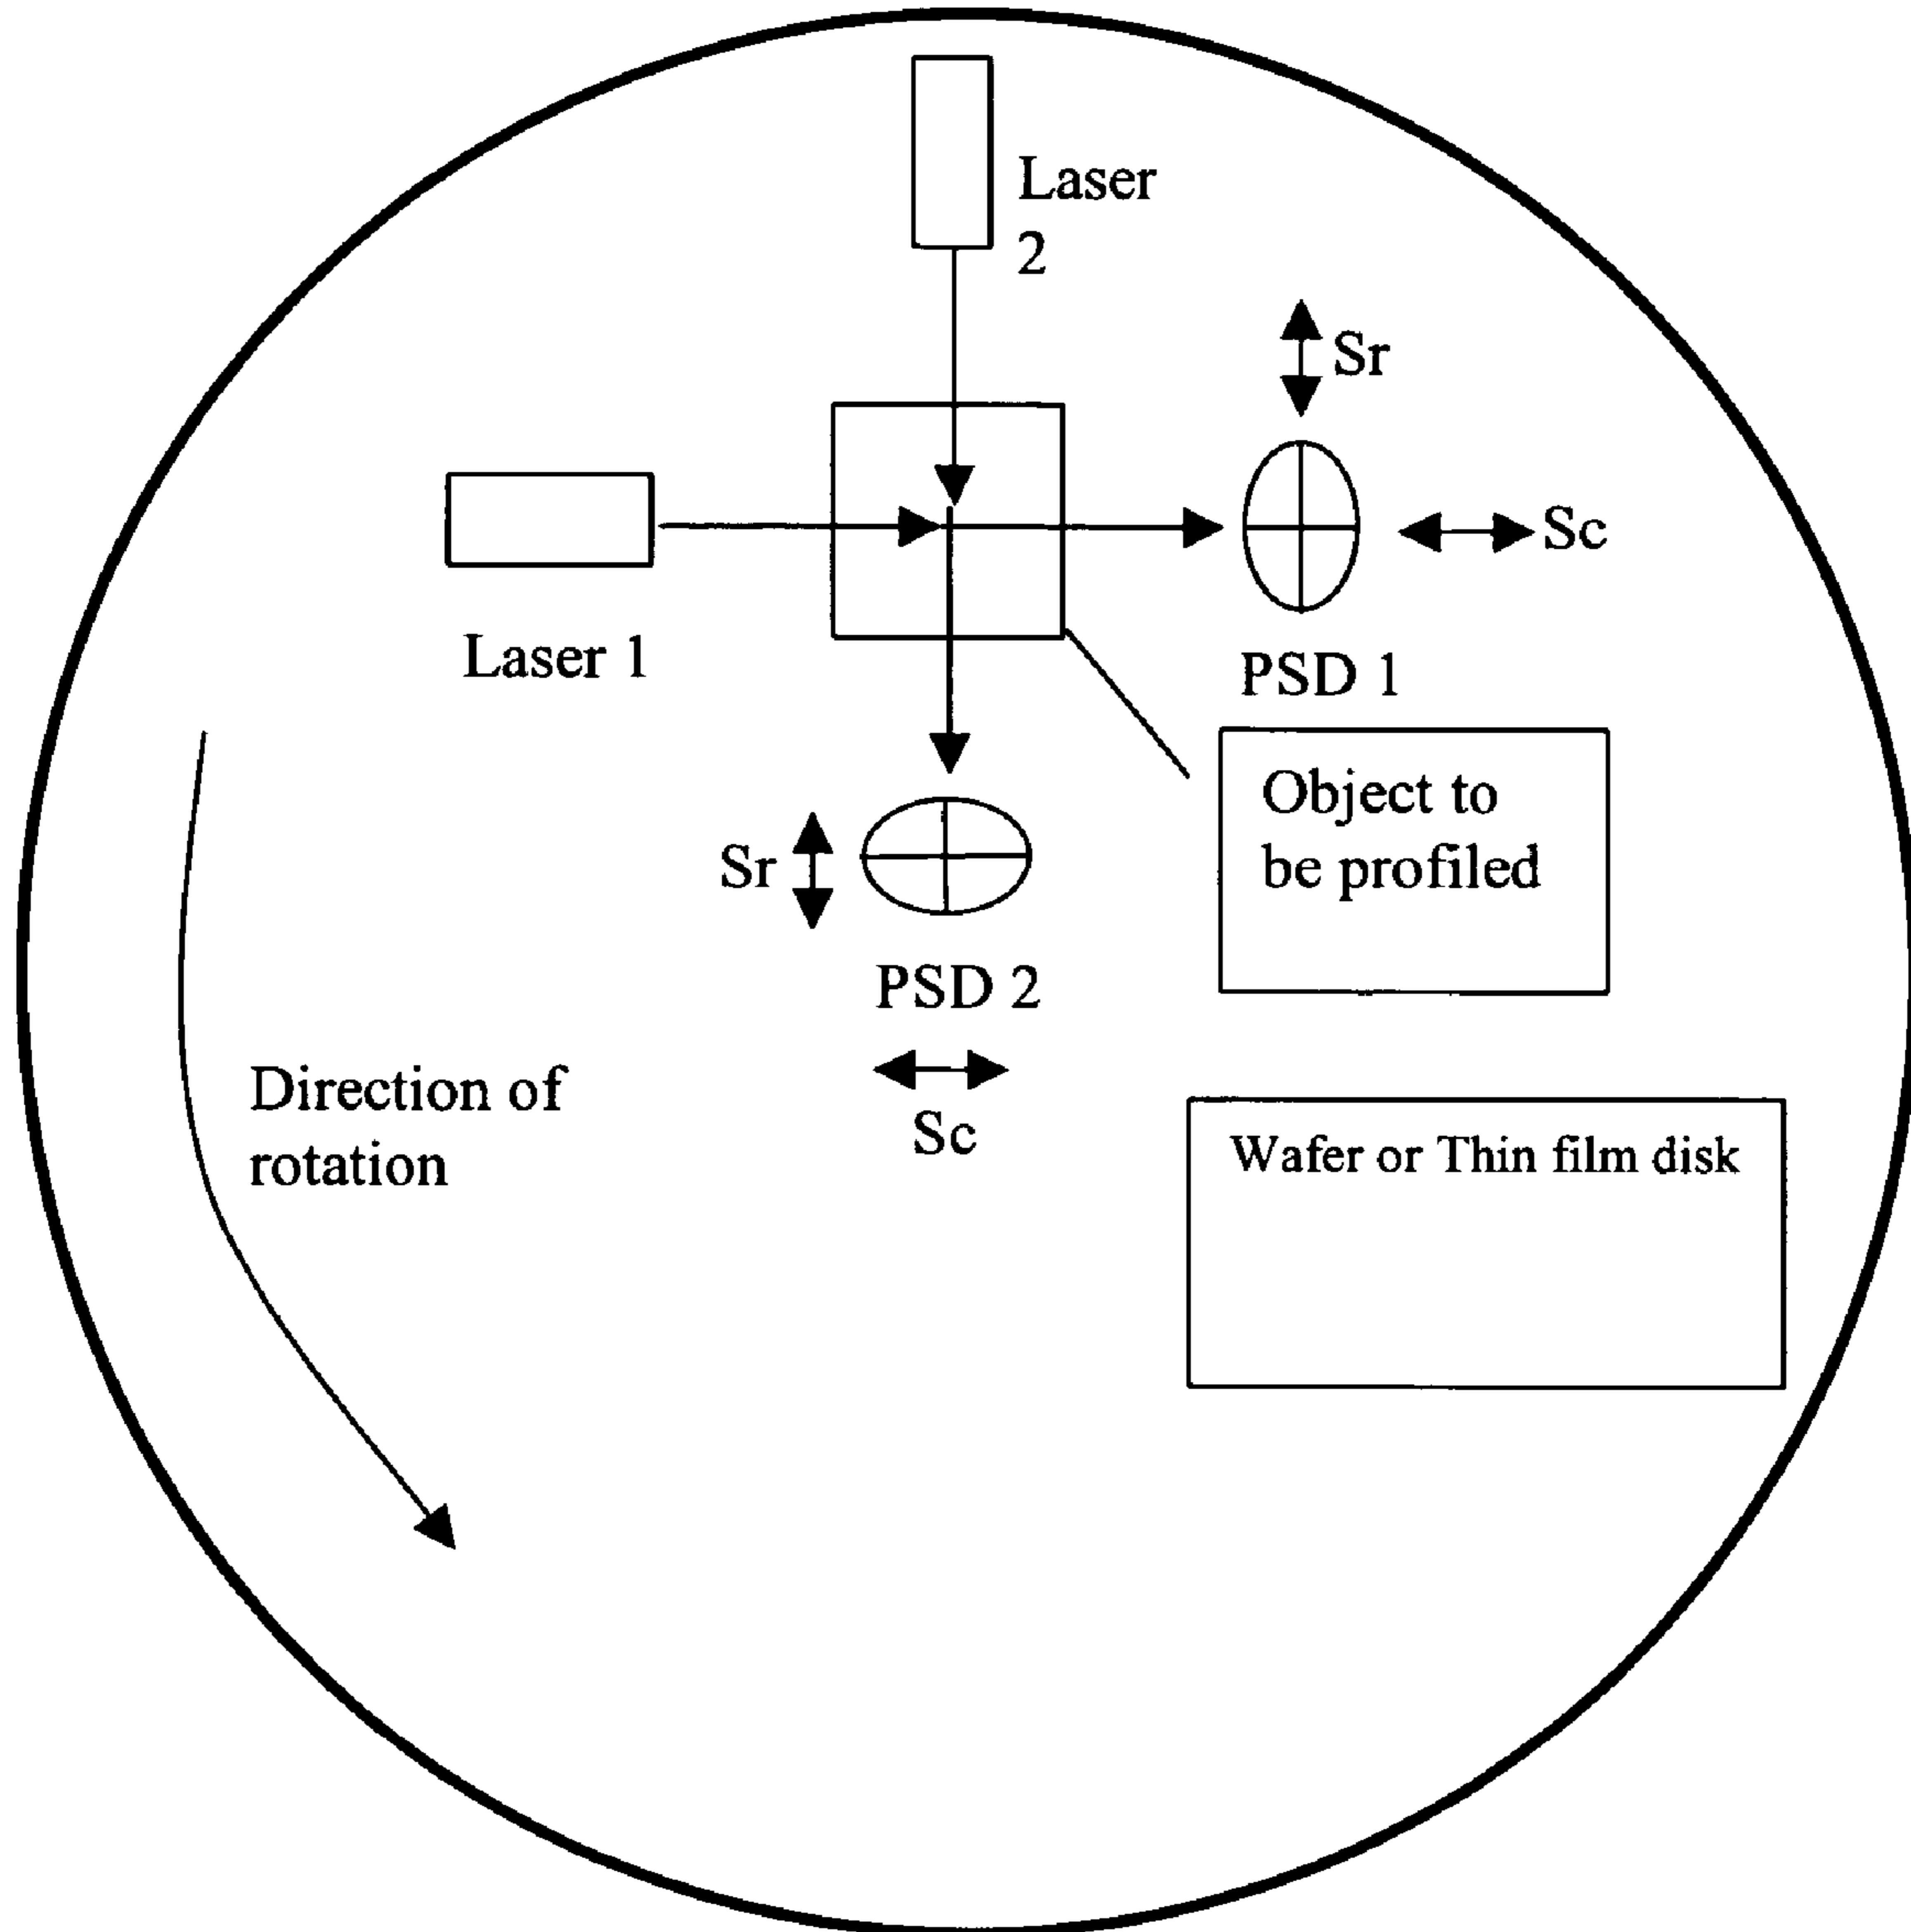 Laser
2
Sr
Sc
Laser 1
PSD 1
Object to
be profiled
Sr
PSD 2
Sc
Direction of
rotation
Wafer or Thin film disk